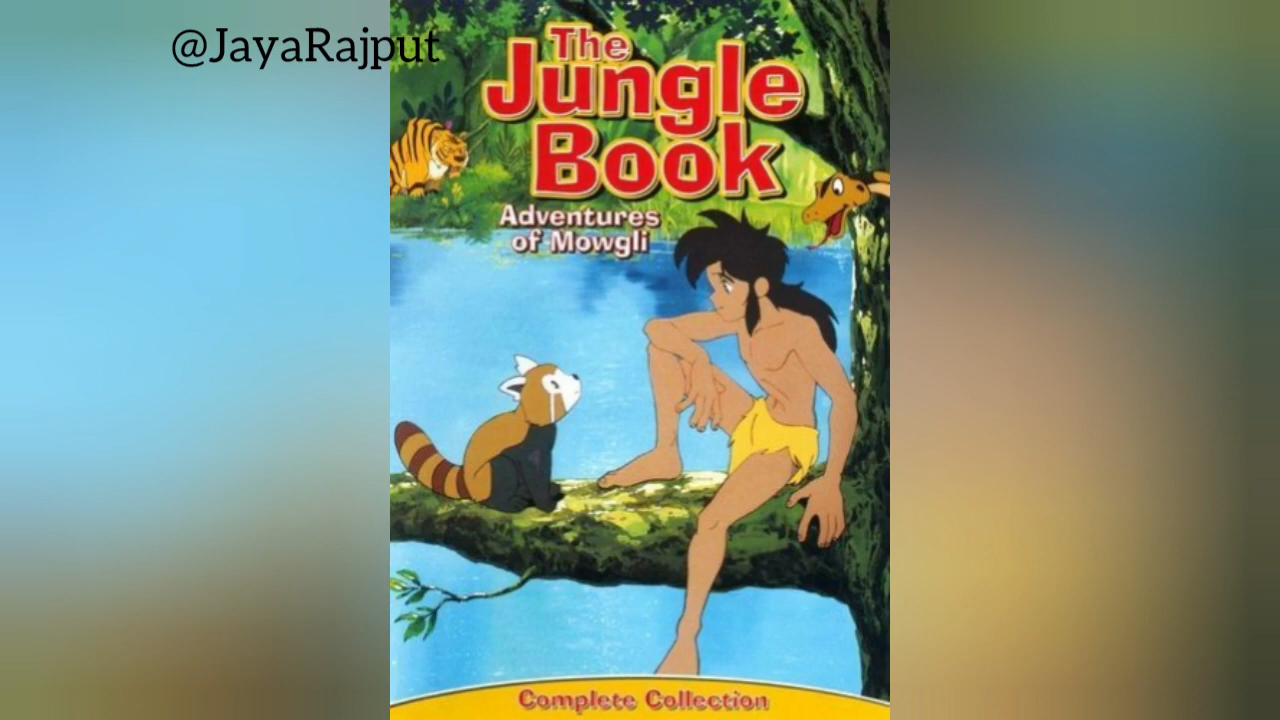 @JayaRajput
The
Jungle
Book
Adventures
of Mowgli
Complete Collection